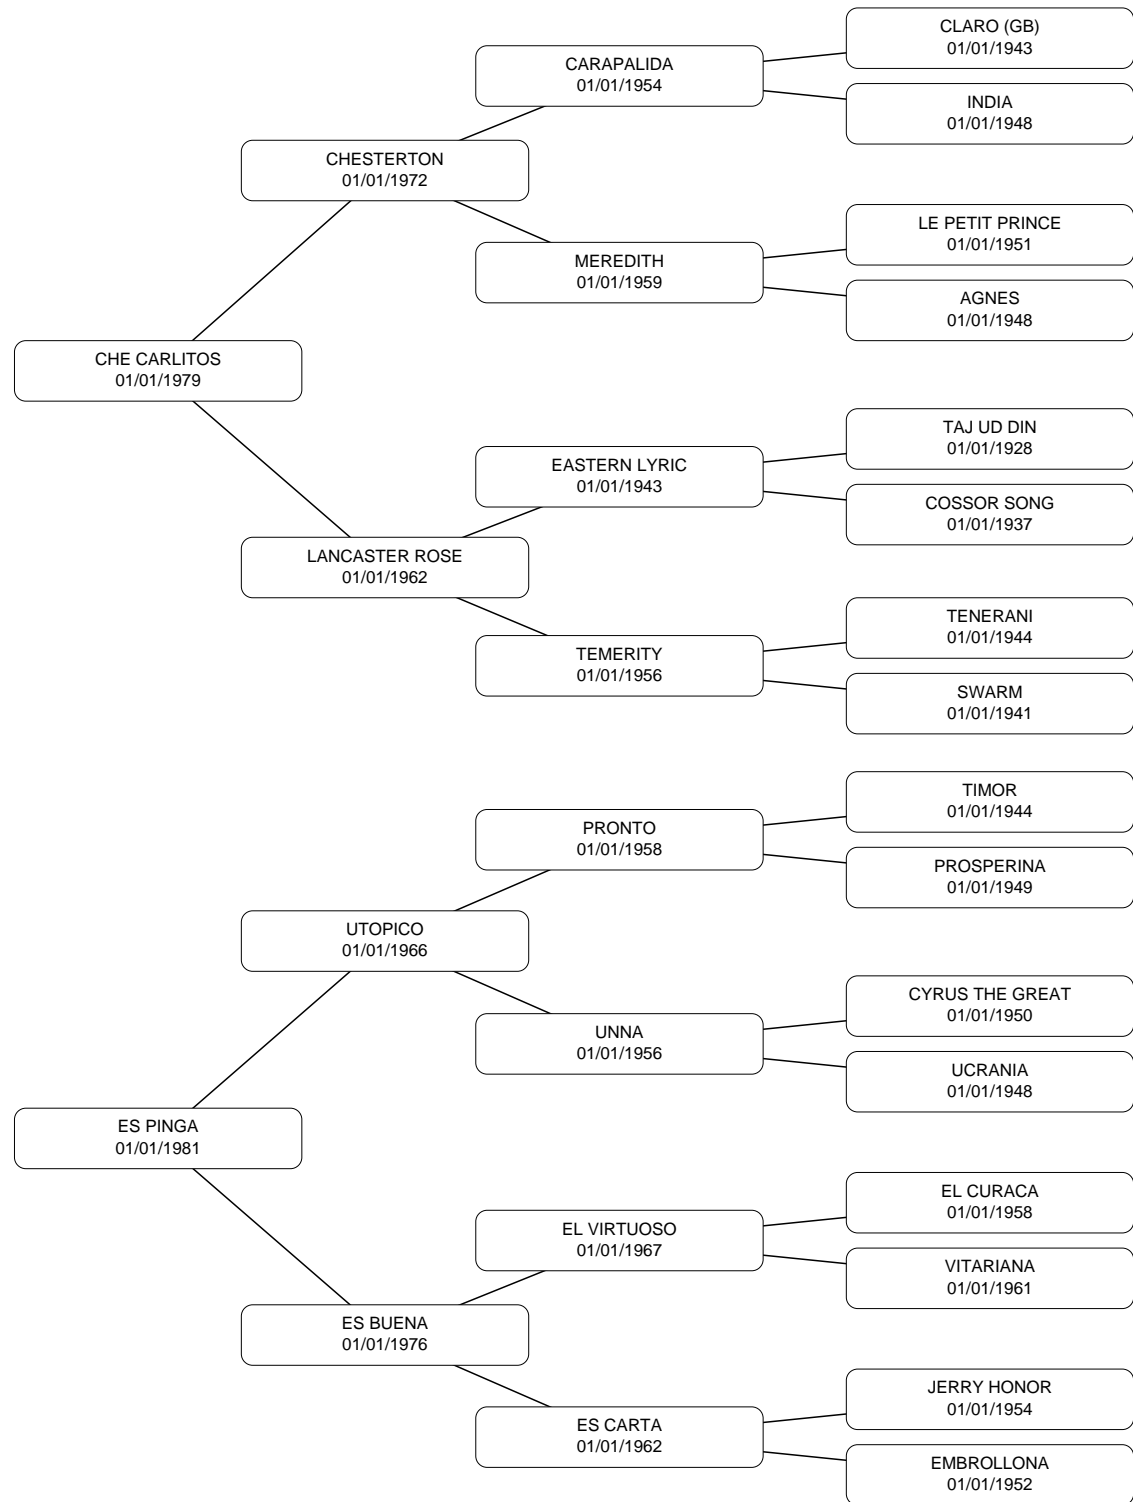 CLARO (GB)
01/01/1943
CARAPALIDA
01/01/1954
INDIA
01/01/1948
CHESTERTON
01/01/1972
LE PETIT PRINCE
01/01/1951
MEREDITH
01/01/1959
AGNES
01/01/1948
CHE CARLITOS
01/01/1979
TAJ UD DIN
01/01/1928
EASTERN LYRIC
01/01/1943
COSSOR SONG
01/01/1937
LANCASTER ROSE
01/01/1962
TENERANI
01/01/1944
TEMERITY
01/01/1956
SWARM
01/01/1941
TIMOR
01/01/1944
PRONTO
01/01/1958
PROSPERINA
01/01/1949
UTOPICO
01/01/1966
CYRUS THE GREAT
01/01/1950
UNNA
01/01/1956
UCRANIA
01/01/1948
ES PINGA
01/01/1981
EL CURACA
01/01/1958
EL VIRTUOSO
01/01/1967
VITARIANA
01/01/1961
ES BUENA
01/01/1976
JERRY HONOR
01/01/1954
ES CARTA
01/01/1962
EMBROLLONA
01/01/1952